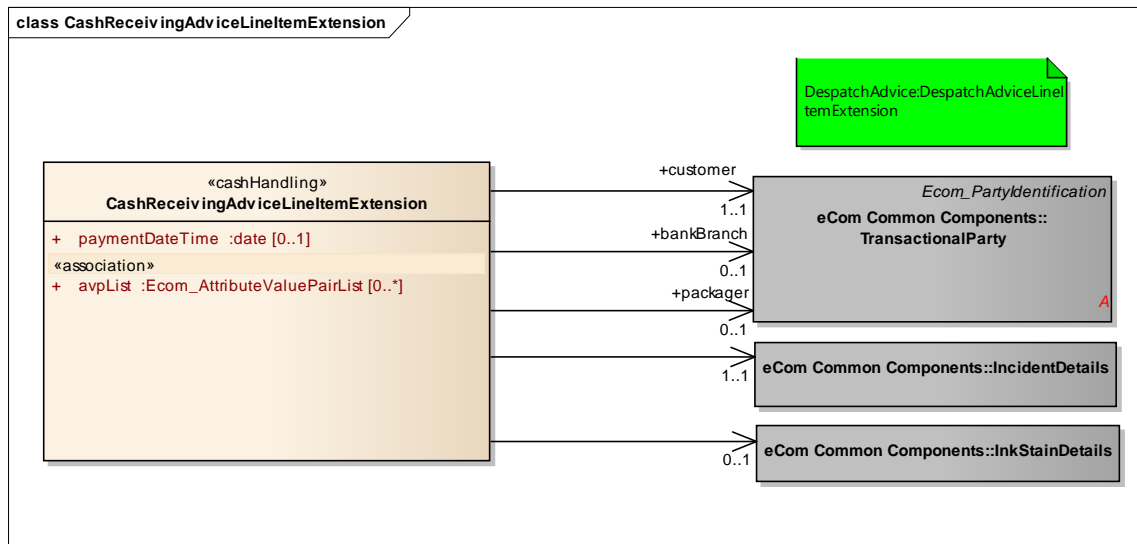 class CashReceivingAdviceLineItemExtension
DespatchAdvice:DespatchAdviceLineI
temExtension
«cashHandling»
CashReceivingAdviceLineItemExtension
+ paymentDateTime :date [0..1]
«association»
+ avpList :Ecom_AttributeValuePairList [0..*]
+customer
1..1
+bankBranch
0..1
+packager
0..1
1..1
0..1
Ecom_PartyIdentification
eCom Common Components::
TransactionalParty
A
eCom Common Components::IncidentDetails
eCom Common Components::InkStainDetails